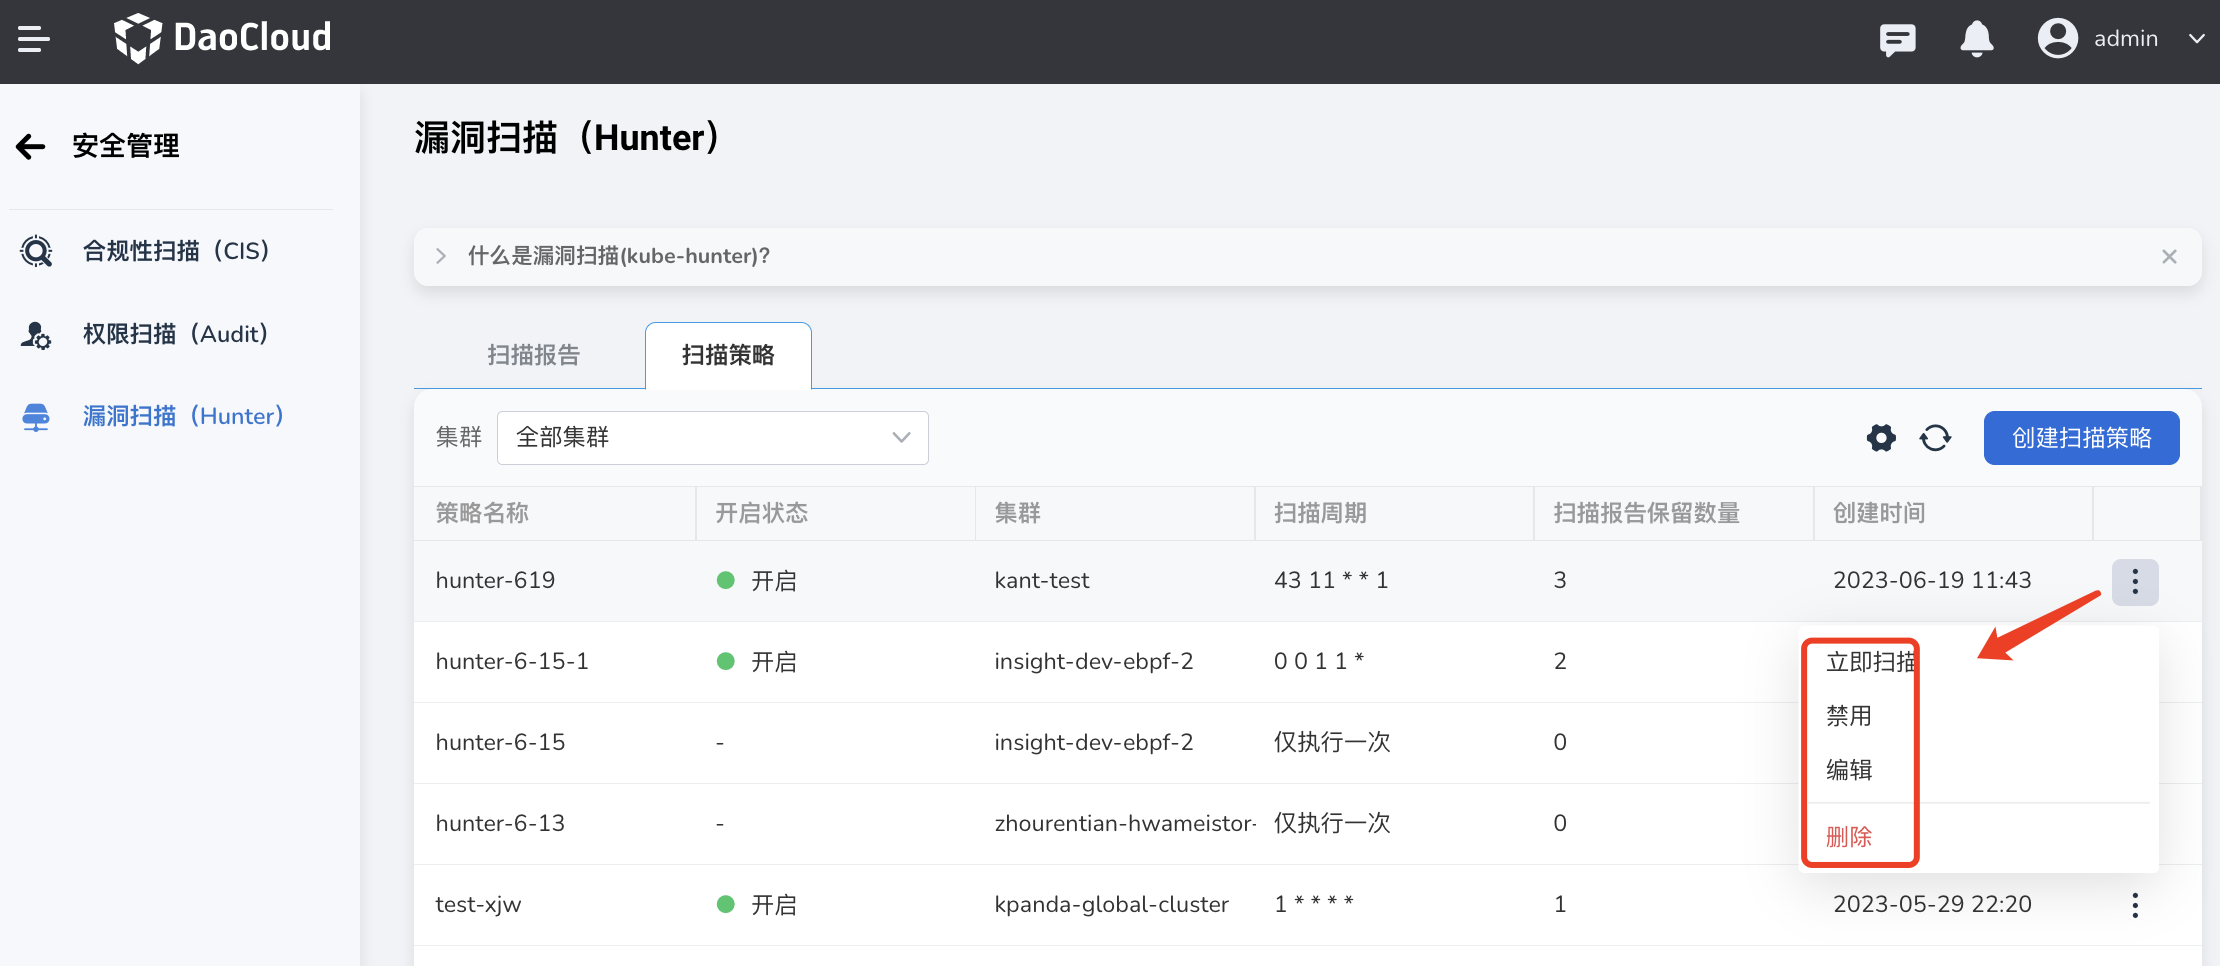 DaoCloud
admin
安全管理
合规性扫描（CIS）
权限扫描（Audit）
漏洞扫描（Hunter）
漏洞扫描（Hunter）
什么是漏洞扫描(kube-hunter)?
扫描报告 扫描策略
集群 全部集群 创建扫描策略
策略名称 开启状态 集群 扫描周期 扫描报告保留数量 创建时间
hunter-619 开启 kant-test 43 11 * * 1 3 2023-06-19 11:43
hunter-6-15-1 开启 insight-dev-ebpf-2 0 0 1 1 * 2
hunter-6-15 - insight-dev-ebpf-2 仅执行一次 0
hunter-6-13 - zhourentian-hwameistor- 仅执行一次 0
test-xjw 开启 kpanda-global-cluster 1 * * * * 1 2023-05-29 22:20
立即扫描
禁用
编辑
删除